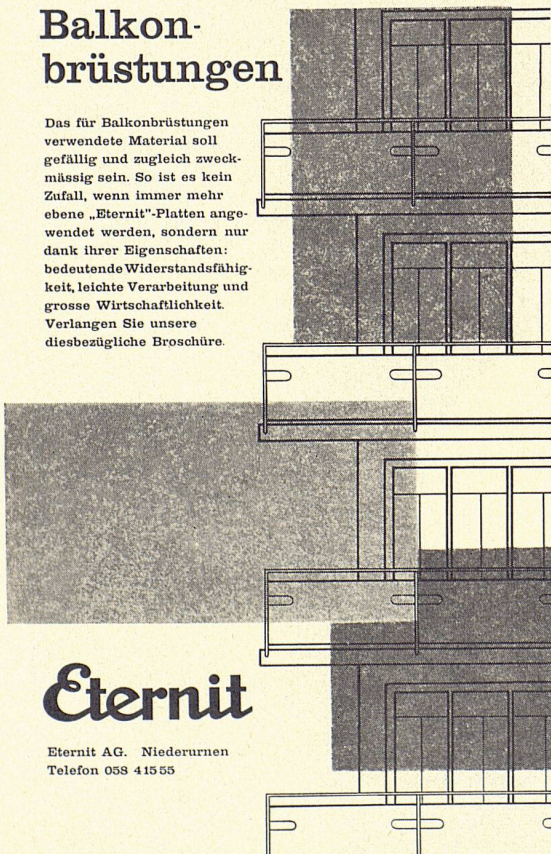 Balkon-
brüstungen
Das für Balkonbrüstungen
verwendete Material soll
gefällig und zugleich zweck-
mässig sein. So ist es kein
Zufall, wenn immer mehr
ebene „Eternit"-Platten ange-
wendet werden, sondern nur
dank ihrer Eigenschaften:
bedeutende Widerstandsfähig-
keit, leichte Verarbeitung und
grosse Wirtschaftlichkeit.
Verlangen Sie unsere
diesbezügliche Broschüre.
Eternit
Eternit AG. Niederurnen
Telefon 058 41555